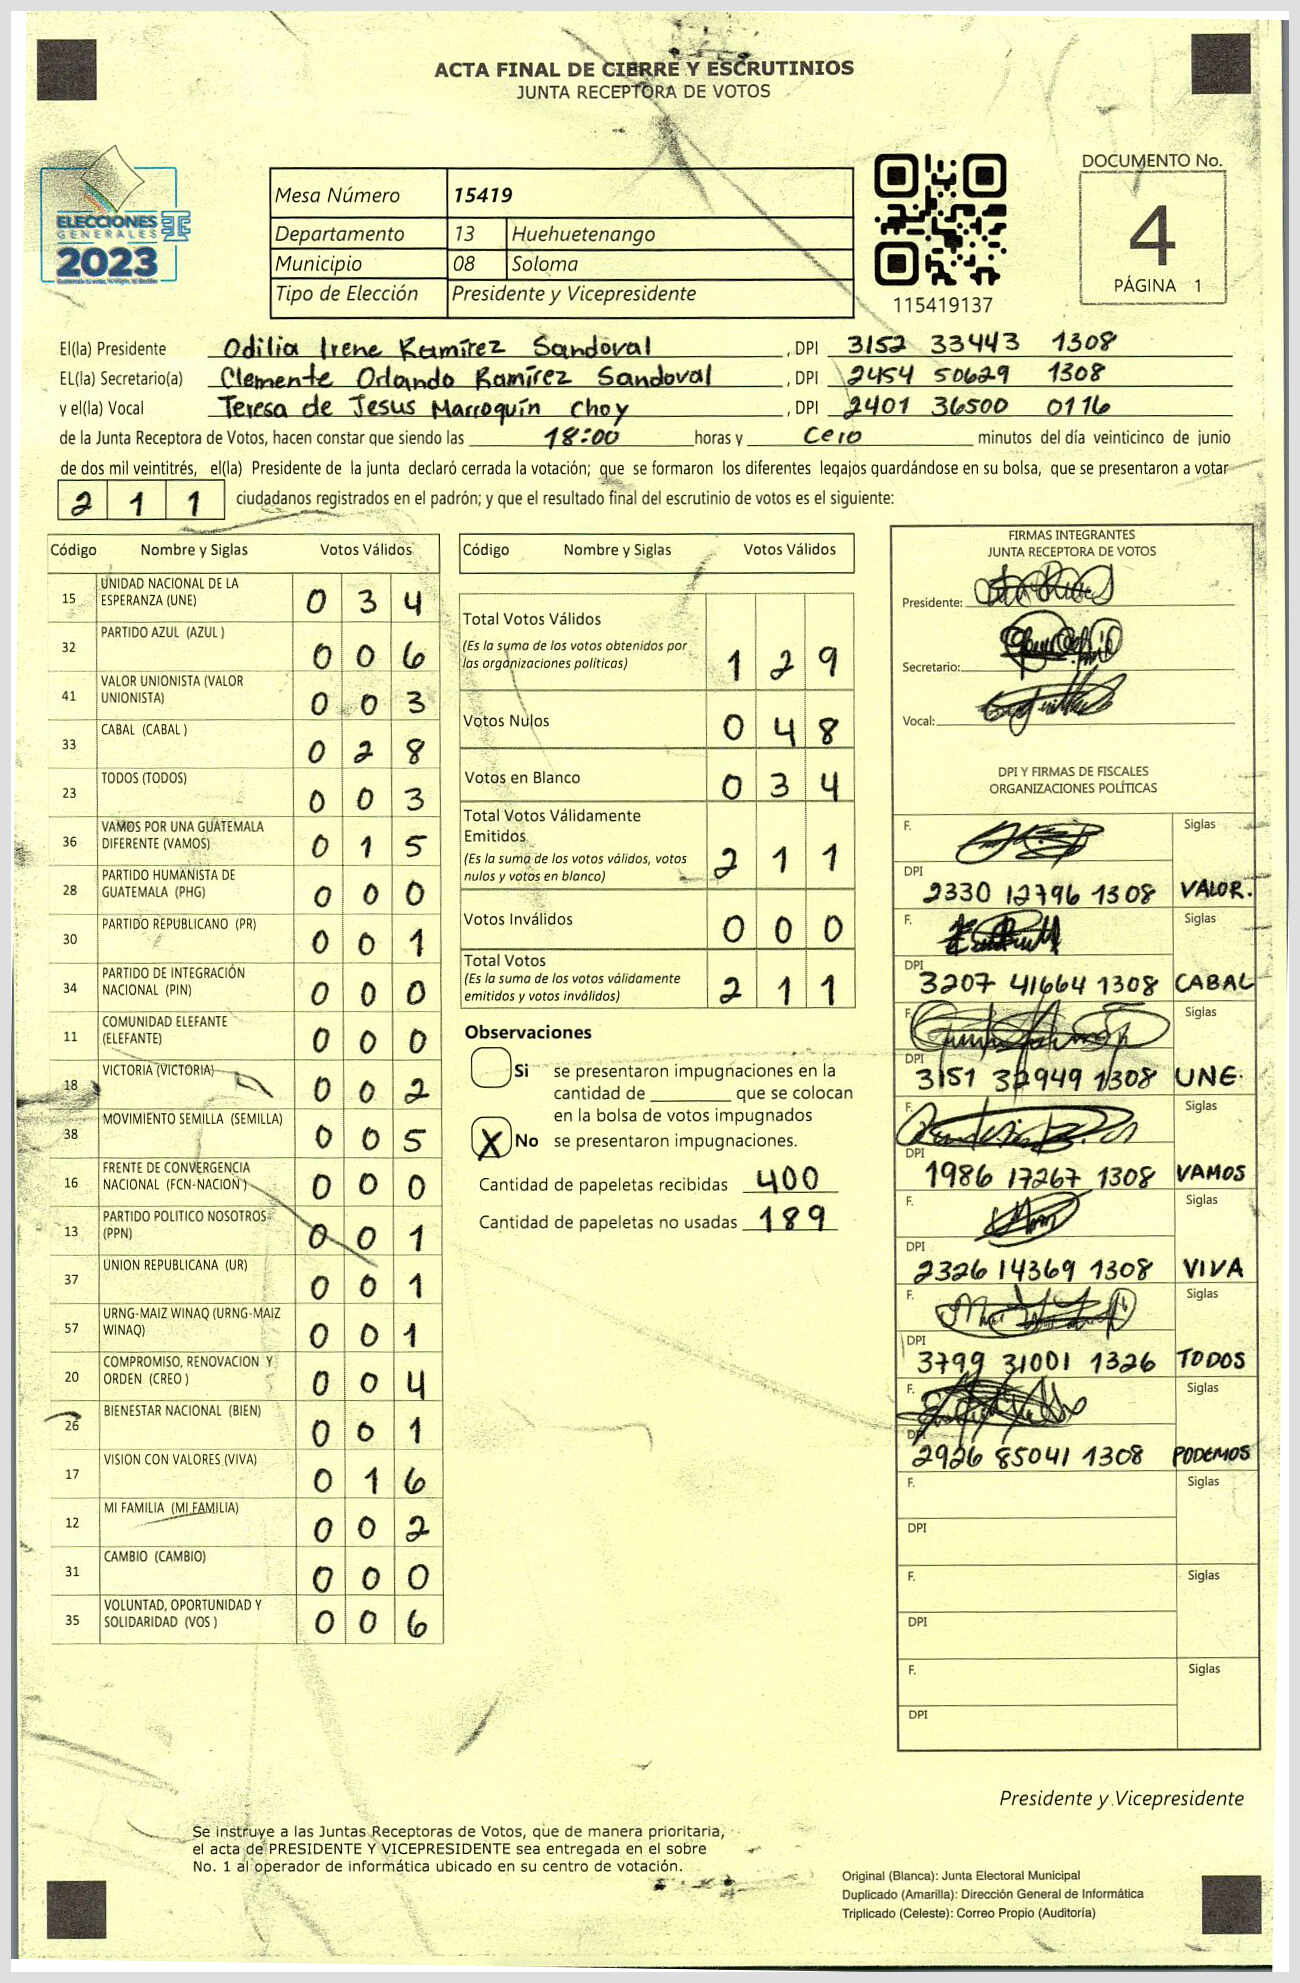 ACTA FINAL DE CIERRE Y ESCRUTINIOS
JUNTA RECEPTORA DE VOTOS
ELECCIONES
GENERALES
2023
TSE
Mesa Número 15419
Departamento 13 Huehuetenango
Municipio 08 Soloma
Tipo de Elección Presidente y Vicepresidente
115419137
DOCUMENTO No.
4
PÁGINA 1
El(la) Presidente Odilia Irene Ramírez Sandoval , DPI 3152 33443 1308
EL(la) Secretario(a) Clemente Orlando Ramírez Sandoval , DPI 2454 50629 1308
y el(la) Vocal Teresa de Jesus Marroquín Choy , DPI 2401 36500 0116
de la Junta Receptora de Votos, hacen constar que siendo las 18:00 horas y Cero minutos del día veinticinco de junio
de dos mil veintitrés, el(la) Presidente de la junta declaró cerrada la votación; que se formaron los diferentes legajos guardándose en su bolsa, que se presentaron a votar
2 1 1 ciudadanos registrados en el padrón; y que el resultado final del escrutinio de votos es el siguiente:
Código Nombre y Siglas Votos Válidos
15 UNIDAD NACIONAL DE LA ESPERANZA (UNE) 0 3 4
32 PARTIDO AZUL (AZUL ) 0 0 6
41 VALOR UNIONISTA (VALOR UNIONISTA) 0 0 3
33 CABAL (CABAL ) 0 2 8
23 TODOS (TODOS) 0 0 3
36 VAMOS POR UNA GUATEMALA DIFERENTE (VAMOS) 0 1 5
28 PARTIDO HUMANISTA DE GUATEMALA (PHG) 0 0 0
30 PARTIDO REPUBLICANO (PR) 0 0 1
34 PARTIDO DE INTEGRACIÓN NACIONAL (PIN) 0 0 0
11 COMUNIDAD ELEFANTE (ELEFANTE) 0 0 0
18 VICTORIA (VICTORIA) 0 0 2
38 MOVIMIENTO SEMILLA (SEMILLA) 0 0 5
16 FRENTE DE CONVERGENCIA NACIONAL (FCN-NACION ) 0 0 0
13 PARTIDO POLITICO NOSOTROS (PPN) 0 0 1
37 UNION REPUBLICANA (UR) 0 0 1
57 URNG-MAIZ WINAQ (URNG-MAIZ WINAQ) 0 0 1
20 COMPROMISO, RENOVACION Y ORDEN (CREO ) 0 0 4
26 BIENESTAR NACIONAL (BIEN) 0 0 1
17 VISION CON VALORES (VIVA) 0 1 6
12 MI FAMILIA (MI FAMILIA) 0 0 2
31 CAMBIO (CAMBIO) 0 0 0
35 VOLUNTAD, OPORTUNIDAD Y SOLIDARIDAD (VOS ) 0 0 6
Código Nombre y Siglas Votos Válidos
Total Votos Válidos
(Es la suma de los votos obtenidos por
las organizaciones políticas) 1 2 9
Votos Nulos 0 4 8
Votos en Blanco 0 3 4
Total Votos Válidamente
Emitidos
(Es la suma de los votos válidos, votos
nulos y votos en blanco) 2 1 1
Votos Inválidos 0 0 0
Total Votos
(Es la suma de los votos válidamente
emitidos y votos inválidos) 2 1 1
Observaciones
Si se presentaron impugnaciones en la
cantidad de ________ que se colocan
en la bolsa de votos impugnados
X No se presentaron impugnaciones.
Cantidad de papeletas recibidas 400
Cantidad de papeletas no usadas 189
FIRMAS INTEGRANTES
JUNTA RECEPTORA DE VOTOS
Presidente:
Secretario:
Vocal:
DPI Y FIRMAS DE FISCALES
ORGANIZACIONES POLÍTICAS
F. Siglas
DPI 2330 12796 1308 VALOR.
F. Siglas
DPI 3207 41664 1308 CABAL
F. Siglas
DPI 3151 32949 1308 UNE.
F. Siglas
DPI 1986 17267 1308 VAMOS
F. Siglas
DPI 2326 14369 1308 VIVA
F. Siglas
DPI 3799 31001 1326 TODOS
F. Siglas
DPI 2926 85041 1308 PODEMOS
F. Siglas
DPI
F. Siglas
DPI
F. Siglas
DPI
Presidente y Vicepresidente
Se instruye a las Juntas Receptoras de Votos, que de manera prioritaria,
el acta de PRESIDENTE Y VICEPRESIDENTE sea entregada en el sobre
No. 1 al operador de informática ubicado en su centro de votación.
Original (Blanca): Junta Electoral Municipal
Duplicado (Amarilla): Dirección General de Informática
Triplicado (Celeste): Correo Propio (Auditoría)